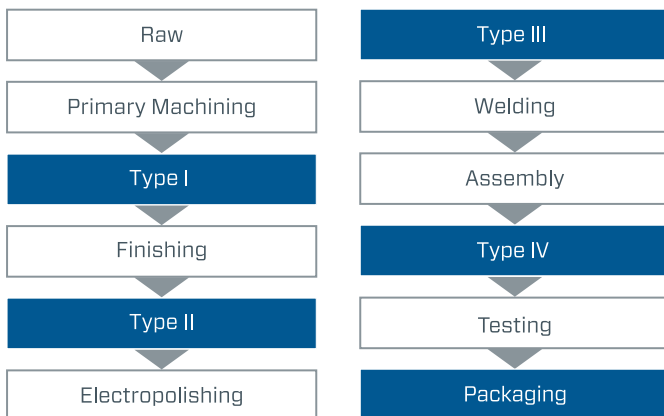 Raw
Primary Machining
Type I
Finishing
Type II
Electropolishing
Type III
Welding
Assembly
Type IV
Testing
Packaging